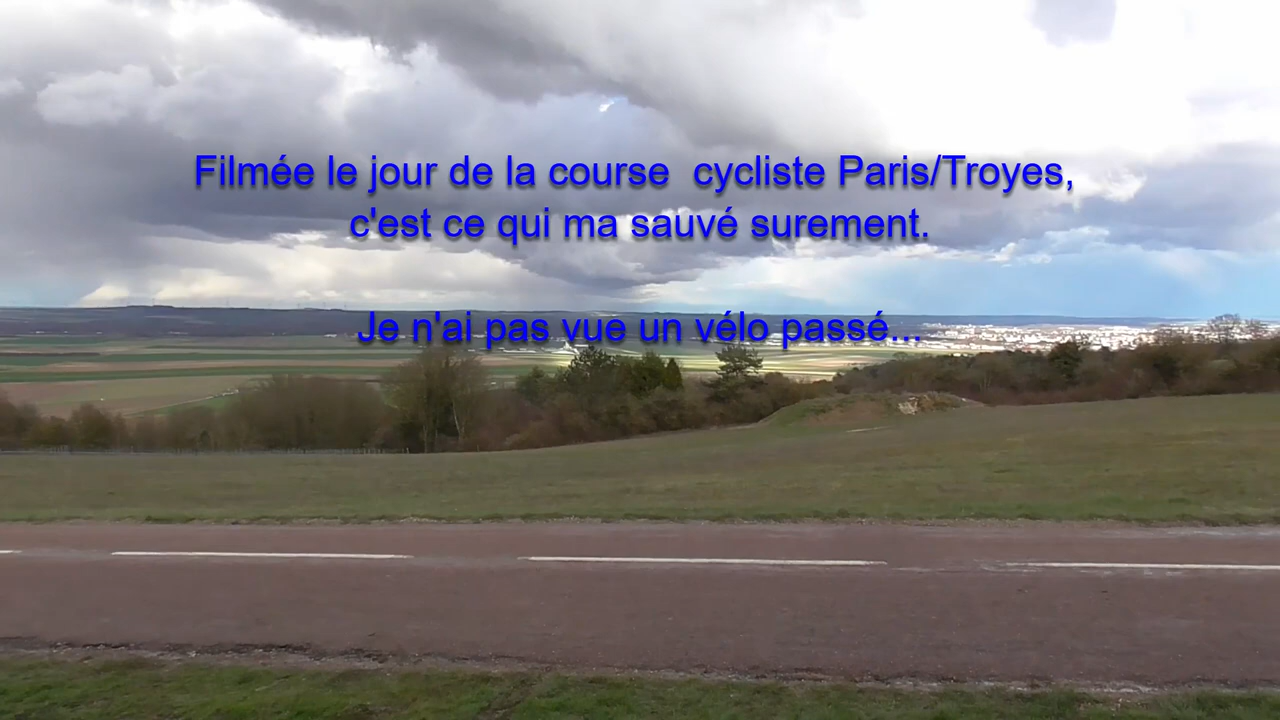 Filmée le jour de la course  cycliste Paris/Troyes,
c'est ce qui ma sauvé surement.
Je n'ai pas vue un vélo passé...